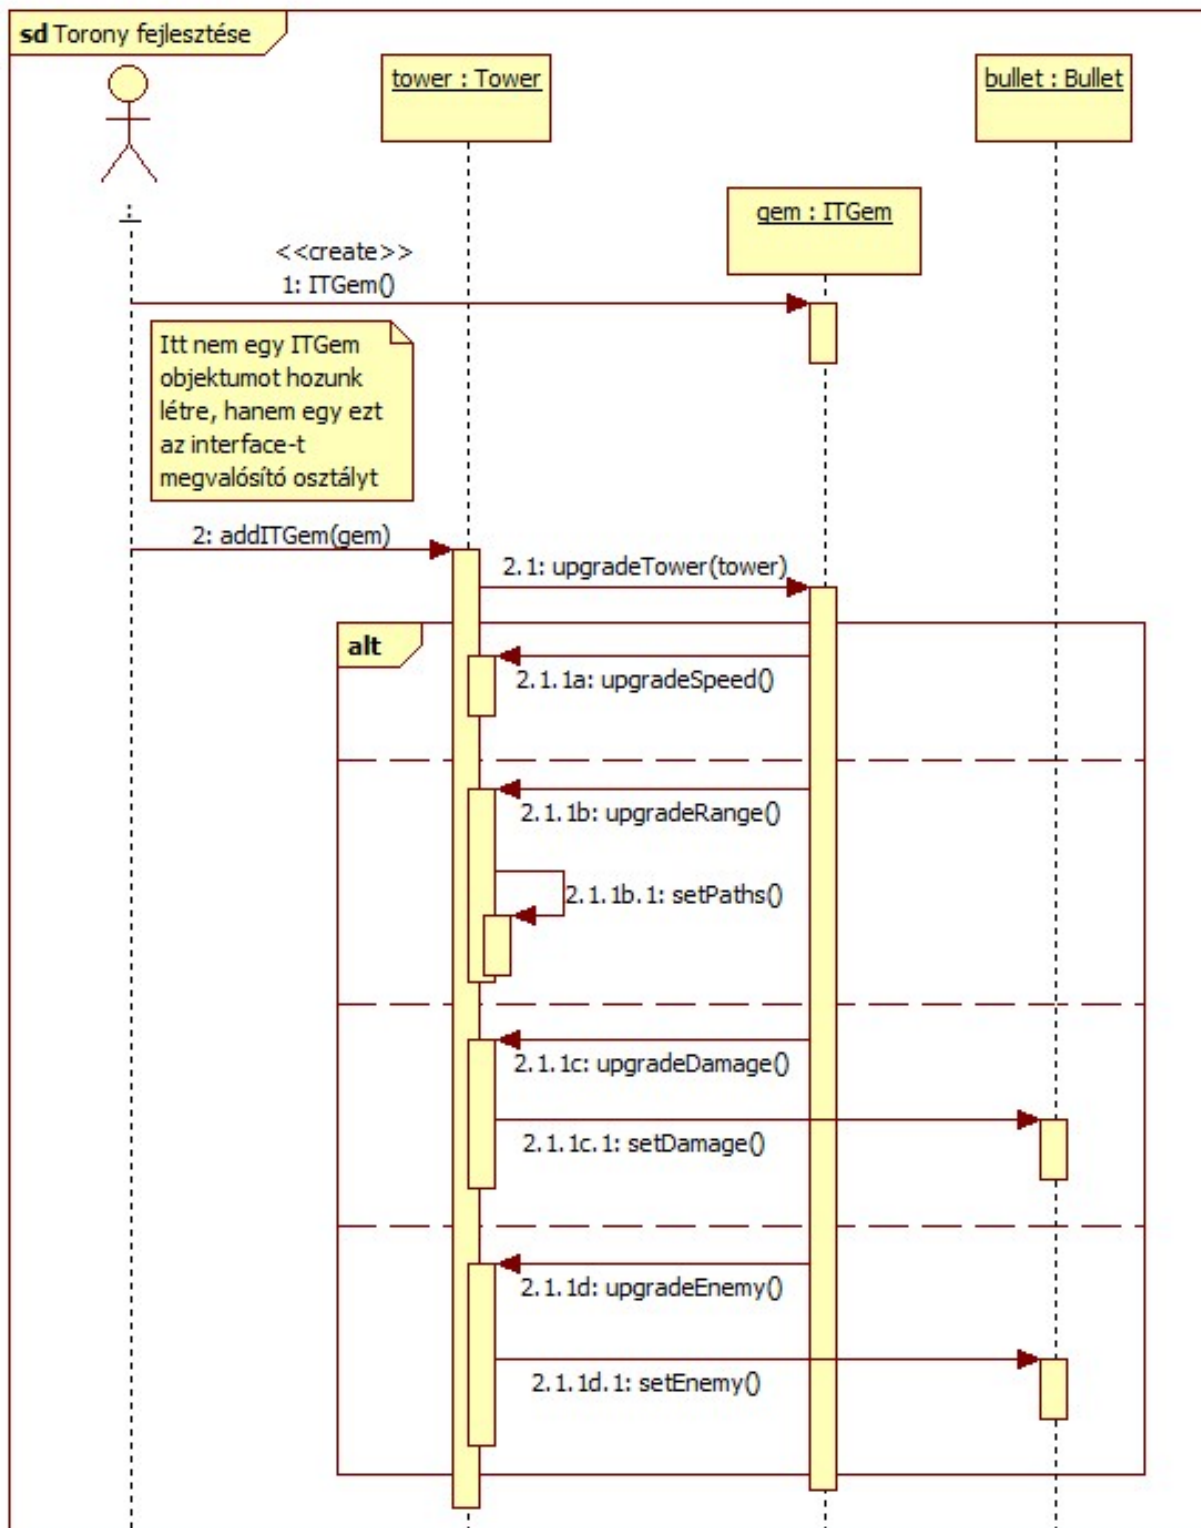 sd Torony fejlesztése
tower : Tower
bullet : Bullet
:
gem : ITGem
<<create>>
1: ITGem()
Itt nem egy ITGem
objektumot hozunk
létre, hanem egy ezt
az interface-t
megvalósító osztályt
2: addITGem(gem)
2.1: upgradeTower(tower)
alt
2.1.1a: upgradeSpeed()
2.1.1b: upgradeRange()
2.1.1b.1: setPaths()
2.1.1c: upgradeDamage()
2.1.1c.1: setDamage()
2.1.1d: upgradeEnemy()
2.1.1d.1: setEnemy()